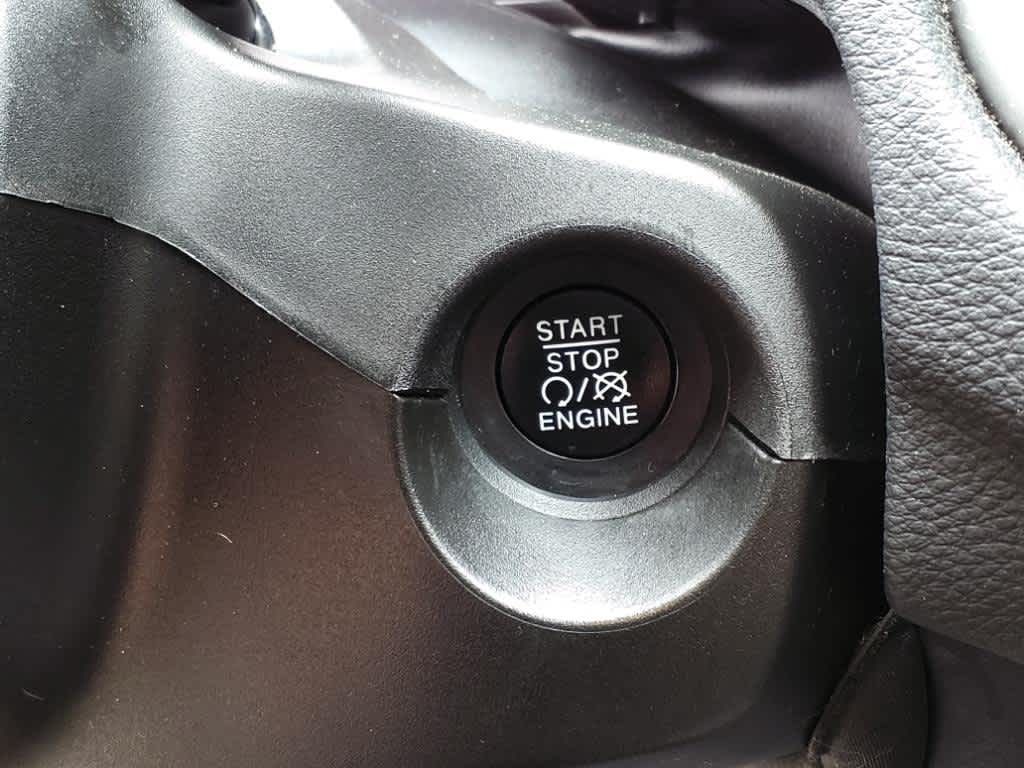 START
STOP
/
ENGINE